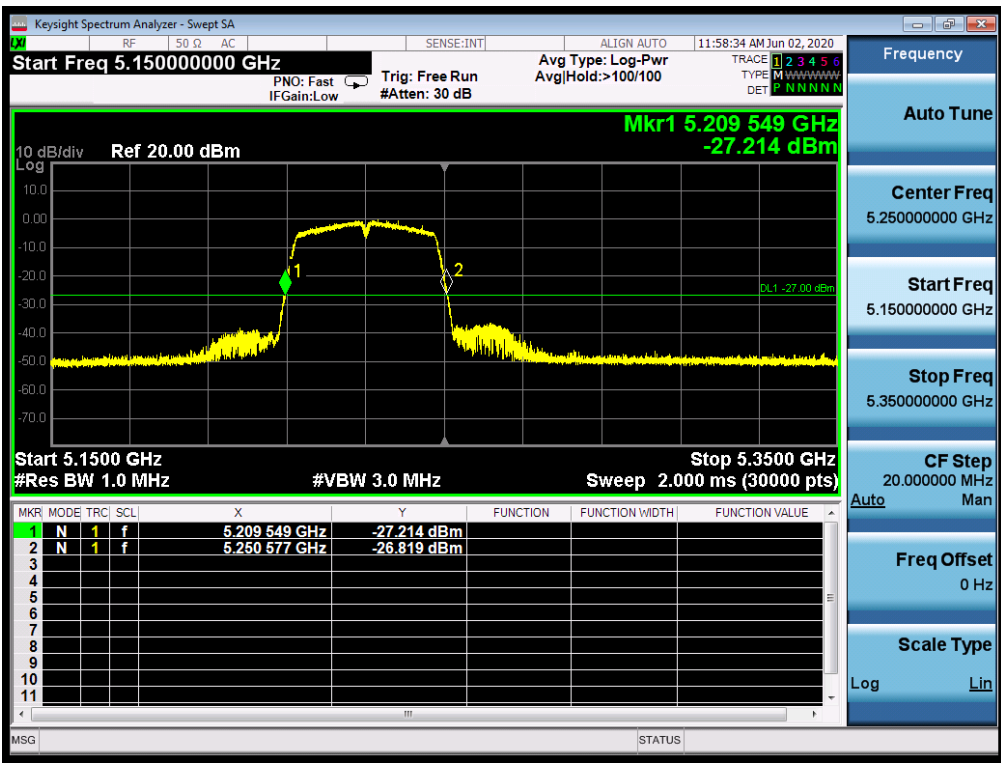 Keysight Spectrum Analyzer - Swept SA
LXI RF 50 Ω AC SENSE:INT ALIGN AUTO 11:58:34 AM Jun 02, 2020
Start Freq 5.150000000 GHz
PNO: Fast
IFGain:Low
Trig: Free Run
#Atten: 30 dB
Avg Type: Log-Pwr
Avg|Hold:>100/100
TRACE 1 2 3 4 5 6
TYPE M WWWWW
DET P N N N N N
Mkr1 5.209 549 GHz
-27.214 dBm
10 dB/div Ref 20.00 dBm
Log
10.0
0.00
-10.0
-20.0
-30.0
-40.0
-50.0
-60.0
-70.0
1
2
DL1 -27.00 dBm
Start 5.1500 GHz Stop 5.3500 GHz
#Res BW 1.0 MHz #VBW 3.0 MHz Sweep 2.000 ms (30000 pts)
MKR MODE TRC SCL X Y FUNCTION FUNCTION WIDTH FUNCTION VALUE
1 N 1 f 5.209 549 GHz -27.214 dBm
2 N 1 f 5.250 577 GHz -26.819 dBm
3
4
5
6
7
8
9
10
11
MSG STATUS
Frequency
Auto Tune
Center Freq
5.250000000 GHz
Start Freq
5.150000000 GHz
Stop Freq
5.350000000 GHz
CF Step
20.000000 MHz
Auto Man
Freq Offset
0 Hz
Scale Type
Log Lin